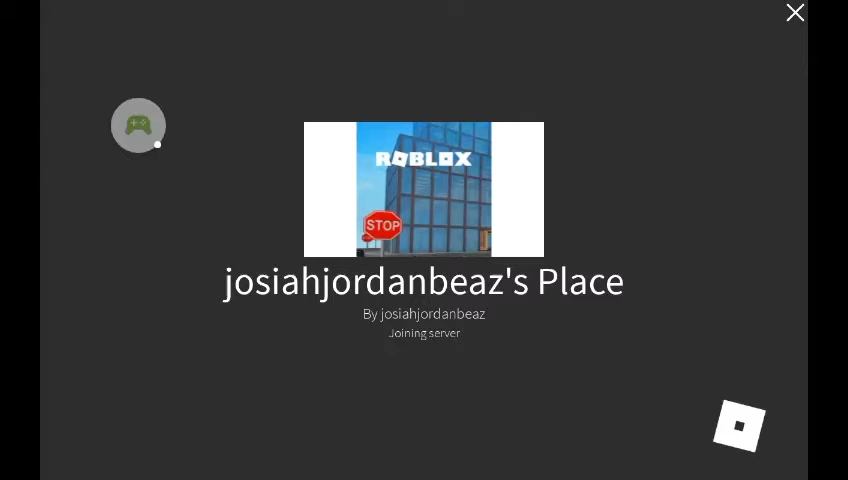 ROBLOX
STOP
josiahjordanbeaz's Place
By josiahjordanbeaz
Joining server